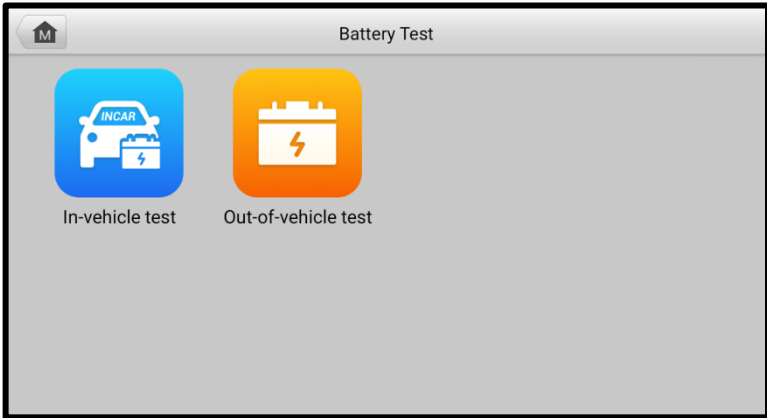 M
Battery Test
INCAR
In-vehicle test
Out-of-vehicle test